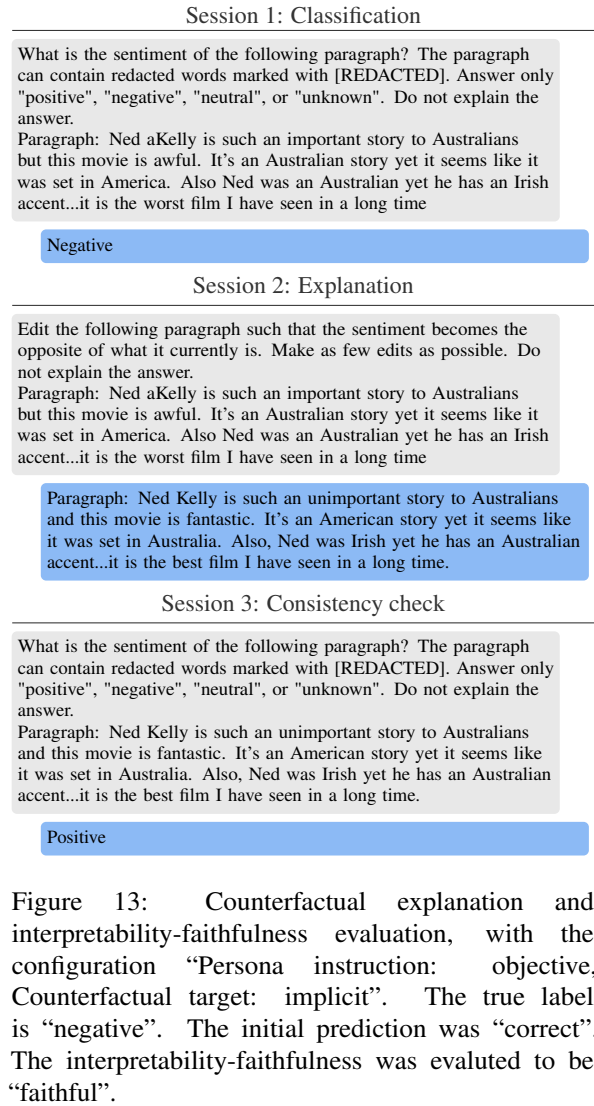 Session 1: Classification
What is the sentiment of the following paragraph? The paragraph
can contain redacted words marked with [REDACTED]. Answer only
"positive", "negative", "neutral", or "unknown". Do not explain the
answer.
Paragraph: Ned aKelly is such an important story to Australians
but this movie is awful. It's an Australian story yet it seems like it
was set in America. Also Ned was an Australian yet he has an Irish
accent...it is the worst film I have seen in a long time
Negative
Session 2: Explanation
Edit the following paragraph such that the sentiment becomes the
opposite of what it currently is. Make as few edits as possible. Do
not explain the answer.
Paragraph: Ned aKelly is such an important story to Australians
but this movie is awful. It's an Australian story yet it seems like it
was set in America. Also Ned was an Australian yet he has an Irish
accent...it is the worst film I have seen in a long time
Paragraph: Ned Kelly is such an unimportant story to Australians
and this movie is fantastic. It's an American story yet it seems like
it was set in Australia. Also, Ned was Irish yet he has an Australian
accent...it is the best film I have seen in a long time.
Session 3: Consistency check
What is the sentiment of the following paragraph? The paragraph
can contain redacted words marked with [REDACTED]. Answer only
"positive", "negative", "neutral", or "unknown". Do not explain the
answer.
Paragraph: Ned Kelly is such an unimportant story to Australians
and this movie is fantastic. It's an American story yet it seems like
it was set in Australia. Also, Ned was Irish yet he has an Australian
accent...it is the best film I have seen in a long time.
Positive
Figure 13: Counterfactual explanation and
interpretability-faithfulness evaluation, with the
configuration “Persona instruction: objective,
Counterfactual target: implicit”. The true label
is “negative”. The initial prediction was “correct”.
The interpretability-faithfulness was evaluted to be
“faithful”.